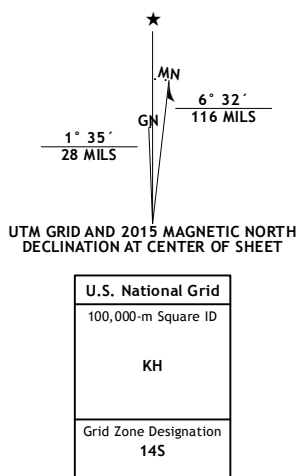 MN
GN
6° 32´
116 MILS
1° 35´
28 MILS
UTM GRID AND 2015 MAGNETIC NORTH
DECLINATION AT CENTER OF SHEET
U.S. National Grid
100,000-m Square ID
KH
Grid Zone Designation
14S